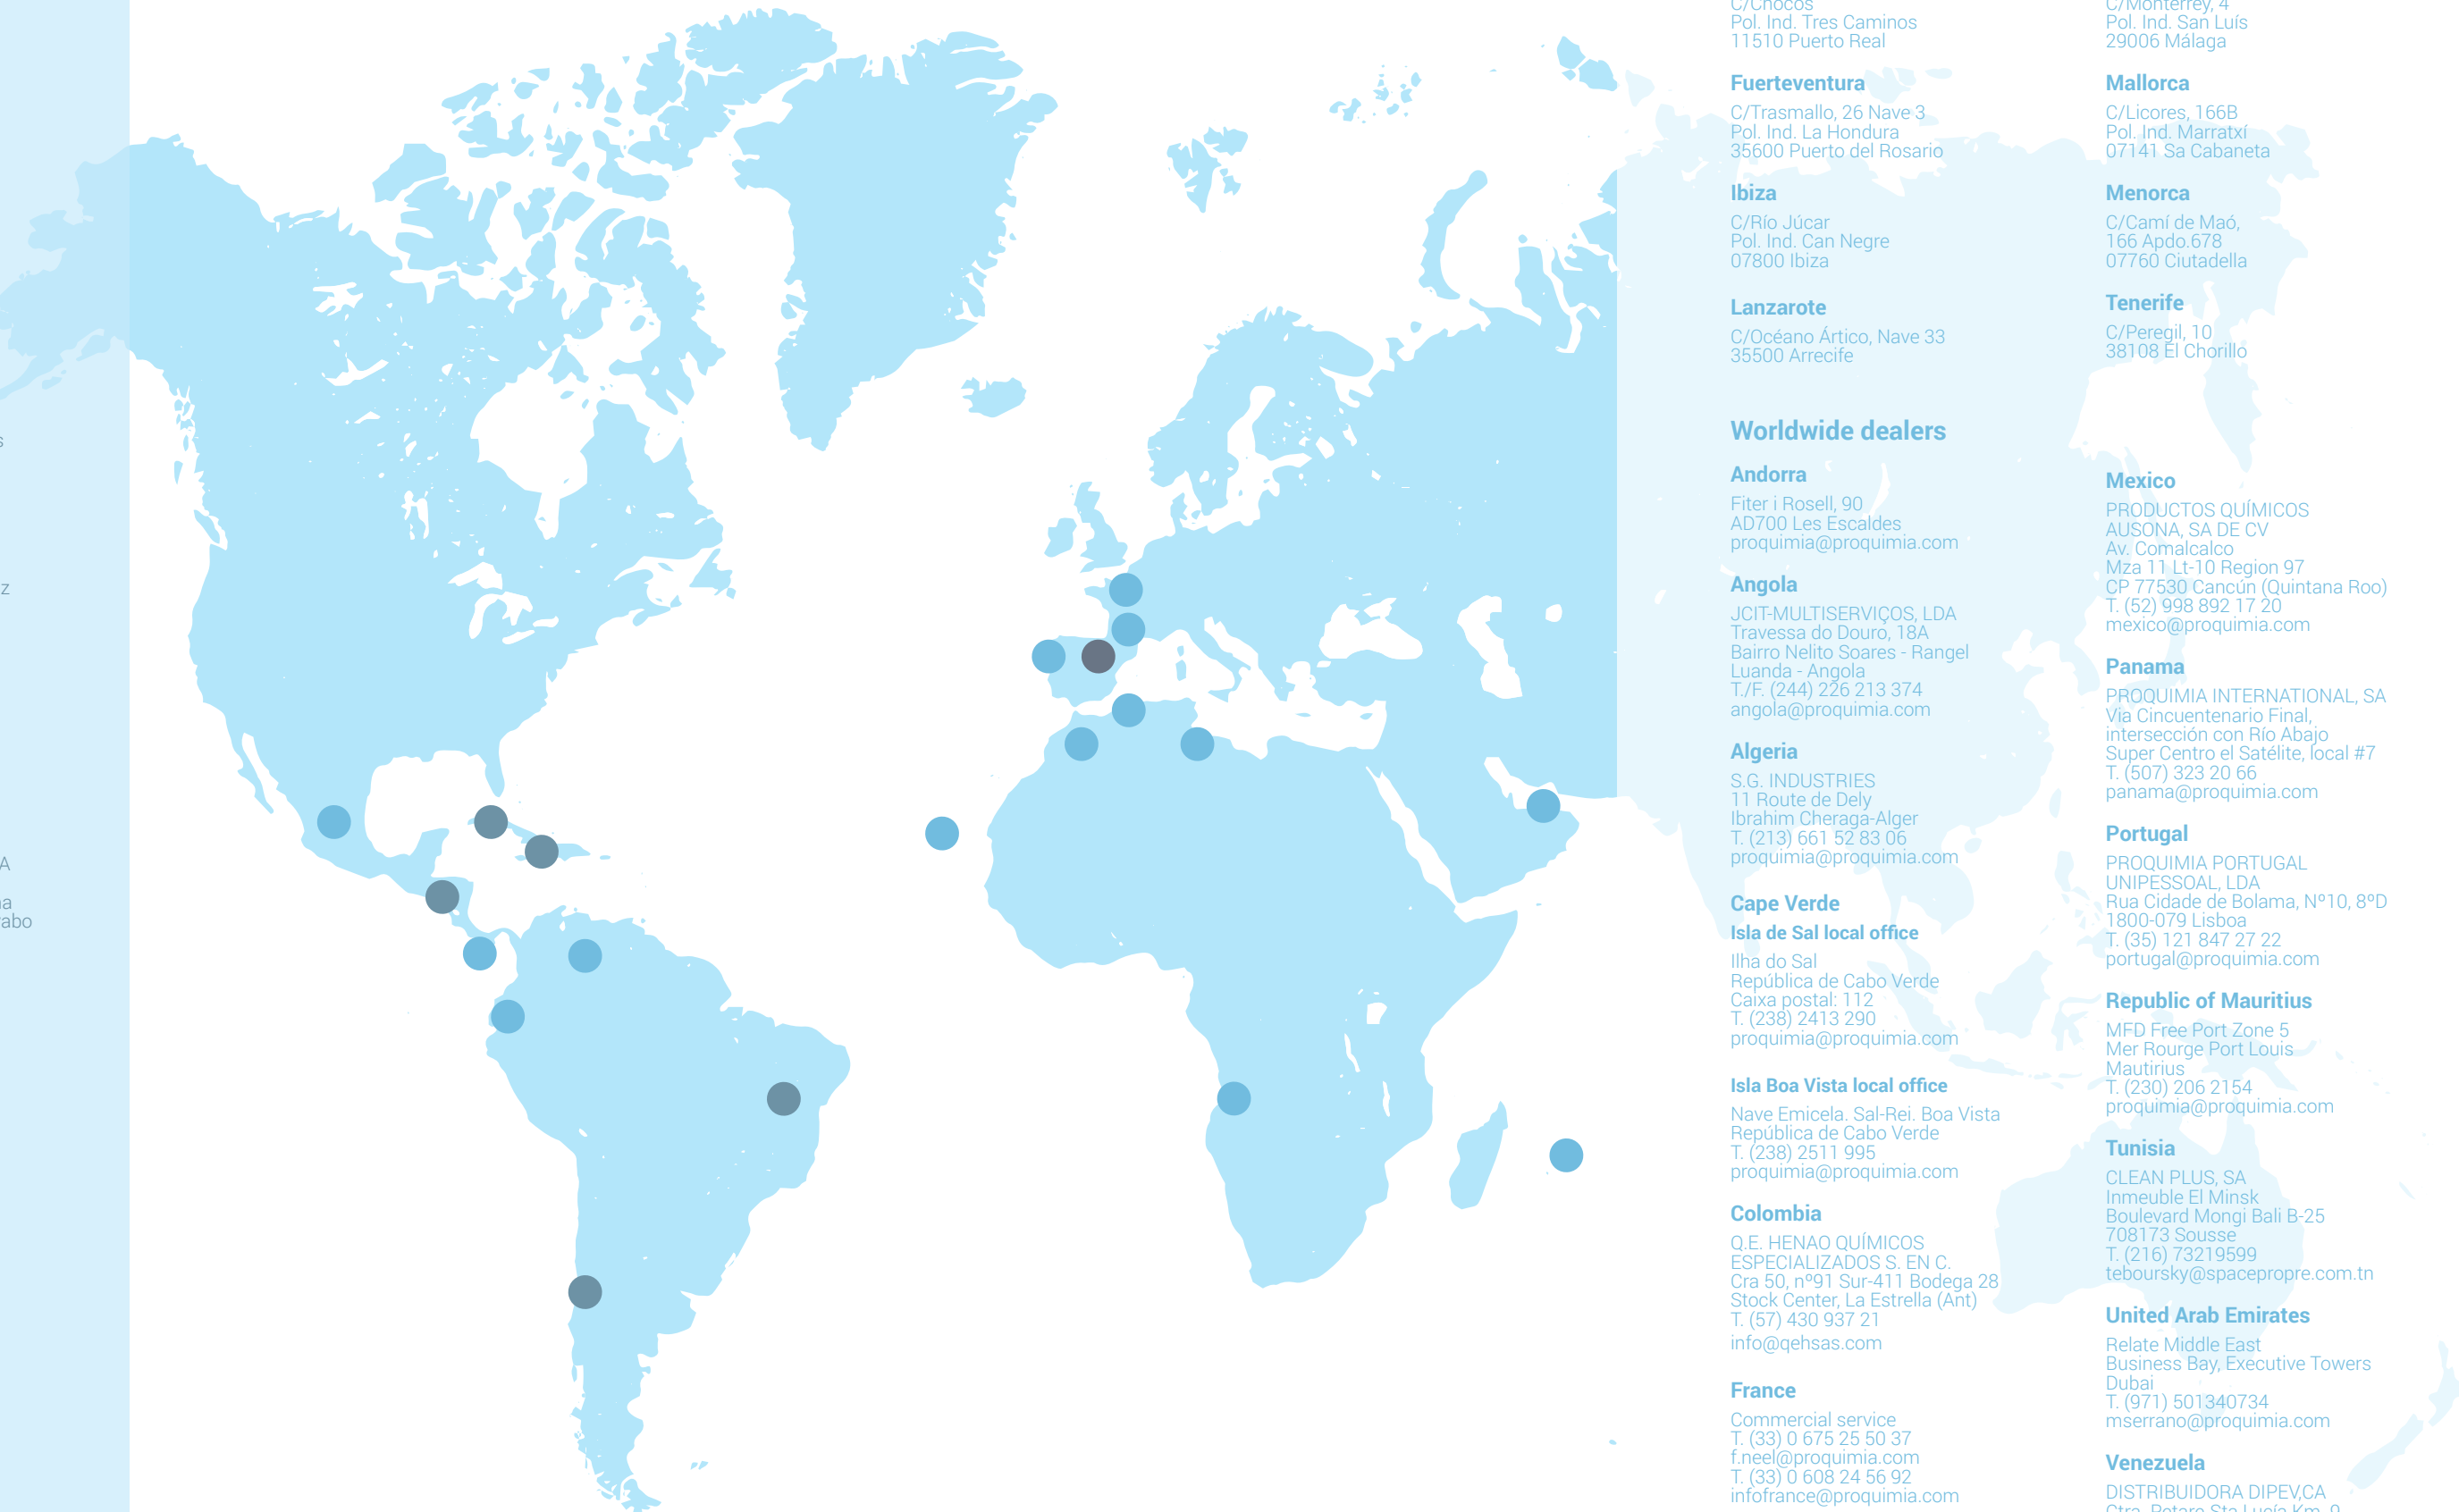 s
z
A
na
abo
C/Chocos
Pol. Ind. Tres Caminos
11510 Puerto Real
Fuerteventura
C/Trasmallo, 26 Nave 3
Pol. Ind. La Hondura
35600 Puerto del Rosario
Ibiza
C/Río Júcar
Pol. Ind. Can Negre
07800 Ibiza
Lanzarote
C/Océano Ártico, Nave 33
35500 Arrecife
C/Monterrey, 4
Pol. Ind. San Luís
29006 Málaga
Mallorca
C/Licores, 166B
Pol. Ind. Marratxí
07141 Sa Cabaneta
Menorca
C/Camí de Maó,
166 Apdo.678
07760 Ciutadella
Tenerife
C/Peregil, 10
38108 El Chorillo
Worldwide dealers
Andorra
Fiter i Rosell, 90
AD700 Les Escaldes
proquimia@proquimia.com
Angola
JCIT-MULTISERVIÇOS, LDA
Travessa do Douro, 18A
Bairro Nelito Soares - Rangel
Luanda - Angola
T./F. (244) 226 213 374
angola@proquimia.com
Algeria
S.G. INDUSTRIES
11 Route de Dely
Ibrahim Cheraga-Alger
T. (213) 661 52 83 06
proquimia@proquimia.com
Cape Verde
Isla de Sal local office
Ilha do Sal
República de Cabo Verde
Caixa postal: 112
T. (238) 2413 290
proquimia@proquimia.com
Isla Boa Vista local office
Nave Emicela. Sal-Rei. Boa Vista
República de Cabo Verde
T. (238) 2511 995
proquimia@proquimia.com
Colombia
Q.E. HENAO QUÍMICOS
ESPECIALIZADOS S. EN C.
Cra 50, nº91 Sur-411 Bodega 28
Stock Center, La Estrella (Ant)
T. (57) 430 937 21
info@qehsas.com
France
Commercial service
T. (33) 0 675 25 50 37
f.neel@proquimia.com
T. (33) 0 608 24 56 92
infofrance@proquimia.com
Mexico
PRODUCTOS QUÍMICOS
AUSONA, SA DE CV
Av. Comalcalco
Mza 11 Lt-10 Region 97
CP 77530 Cancún (Quintana Roo)
T. (52) 998 892 17 20
mexico@proquimia.com
Panama
PROQUIMIA INTERNATIONAL, SA
Via Cincuentenario Final,
intersección con Río Abajo
Super Centro el Satélite, local #7
T. (507) 323 20 66
panama@proquimia.com
Portugal
PROQUIMIA PORTUGAL
UNIPESSOAL, LDA
Rua Cidade de Bolama, Nº10, 8ºD
1800-079 Lisboa
T. (35) 121 847 27 22
portugal@proquimia.com
Republic of Mauritius
MFD Free Port Zone 5
Mer Rourge Port Louis
Mautirius
T. (230) 206 2154
proquimia@proquimia.com
Tunisia
CLEAN PLUS, SA
Inmeuble El Minsk
Boulevard Mongi Bali B-25
708173 Sousse
T. (216) 73219599
teboursky@spacepropre.com.tn
United Arab Emirates
Relate Middle East
Business Bay, Executive Towers
Dubai
T. (971) 501340734
mserrano@proquimia.com
Venezuela
DISTRIBUIDORA DIPEV,CA